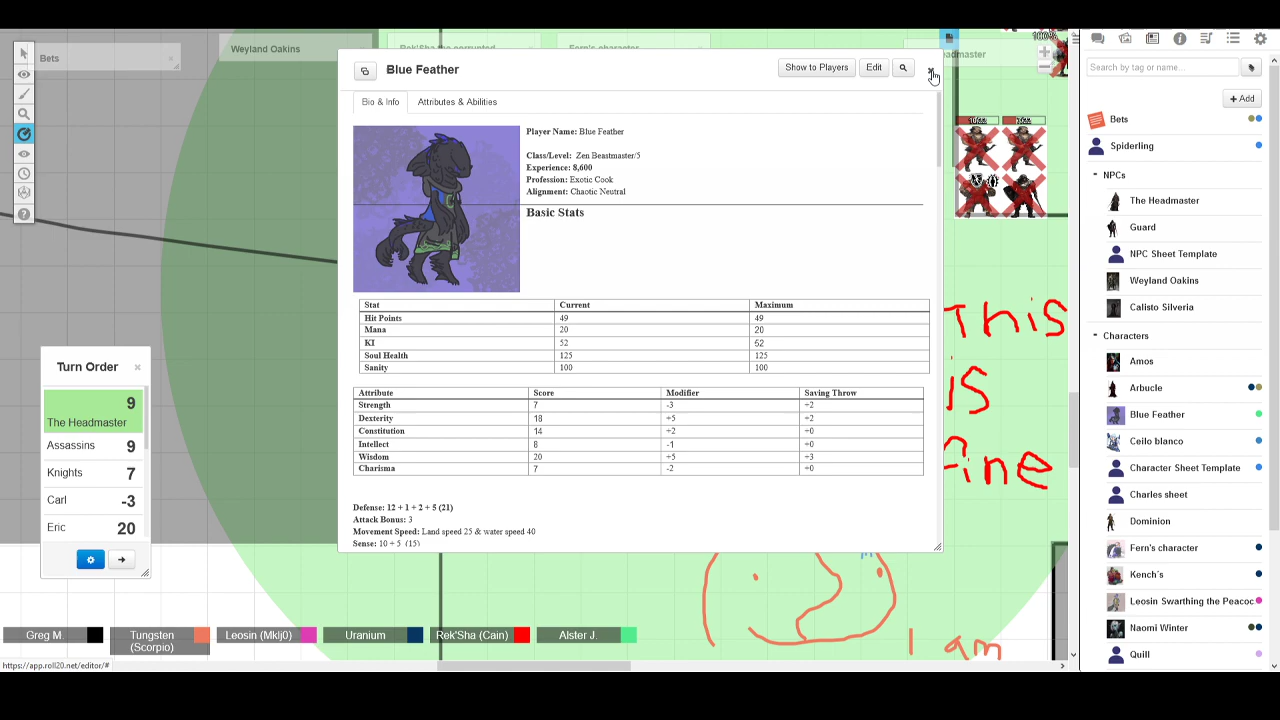 Bets
Weyland Oakins
Rek'Sha the corrupted
Fern's character
eadmaster
100%
Blue Feather
Show to Players
Edit
Bio & Info
Attributes & Abilities
Player Name: Blue Feather
Class/Level: Zen Beastmaster/5
Experience: 8,600
Profession: Exotic Cook
Alignment: Chaotic Neutral
Basic Stats
Stat Current Maximum
Hit Points 49 49
Mana 20 20
KI 52 52
Soul Health 125 125
Sanity 100 100
Attribute Score Modifier Saving Throw
Strength 7 -3 +2
Dexterity 18 +5 +2
Constitution 14 +2 +0
Intellect 8 -1 +0
Wisdom 20 +5 +3
Charisma 7 -2 +0
Defense: 12 + 1 + 2 + 5 (21)
Attack Bonus: 3
Movement Speed: Land speed 25 & water speed 40
Sense: 10 + 5 (15)
Turn Order
9
The Headmaster
Assassins 9
Knights 7
Carl -3
Eric 20
This
is
fine
I am
Greg M.
Tungsten
(Scorpio)
Leosin (Mklj0)
Uranium
Rek'Sha (Cain)
Alster J.
https://app.roll20.net/editor/#
Search by tag or name...
+ Add
Bets
Spiderling
NPCs
The Headmaster
Guard
NPC Sheet Template
Weyland Oakins
Calisto Silveria
Characters
Amos
Arbucle
Blue Feather
Ceilo blanco
Character Sheet Template
Charles sheet
Dominion
Fern's character
Kench's
Leosin Swarthing the Peacoc
Naomi Winter
Quill